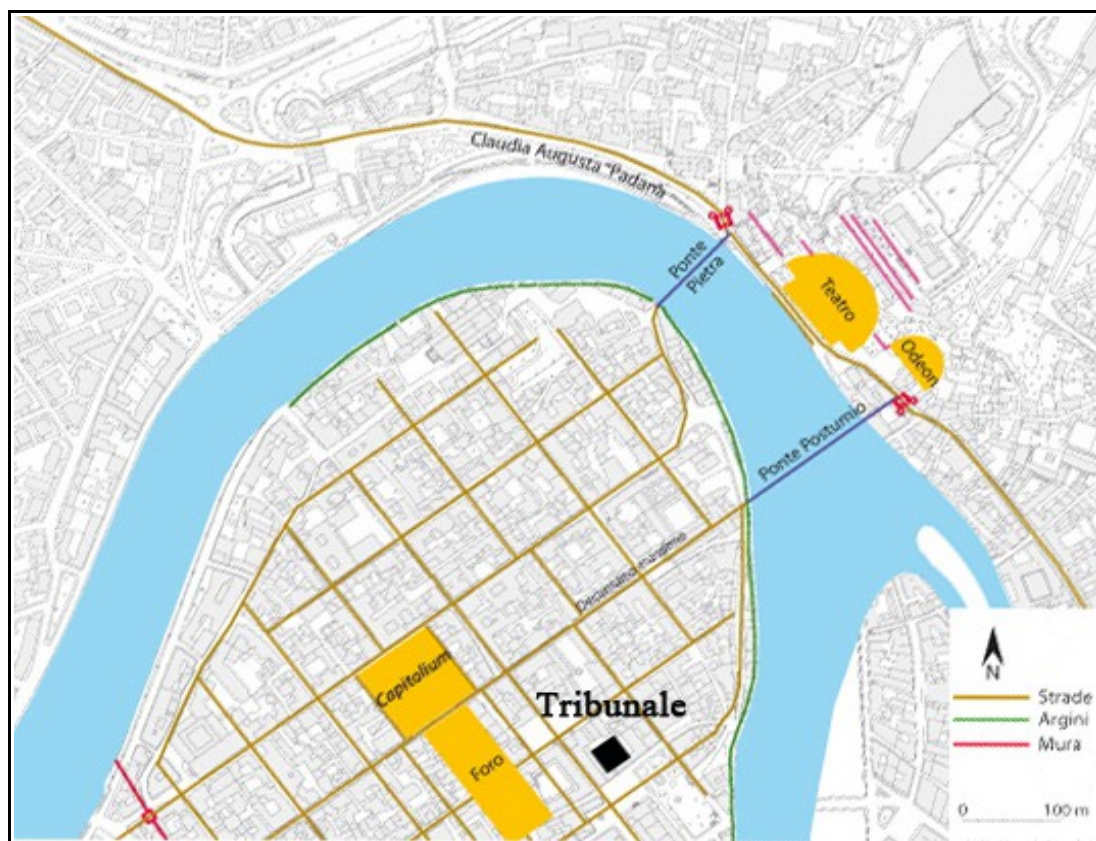 Claudia Augusta "Padana
Ponte
Pietra
Teatro
Odeon
Ponte Postumio
Decumano massimo
Capitolium
Tribunale
Foro
N
Strade
Argini
Mura
0 100 m